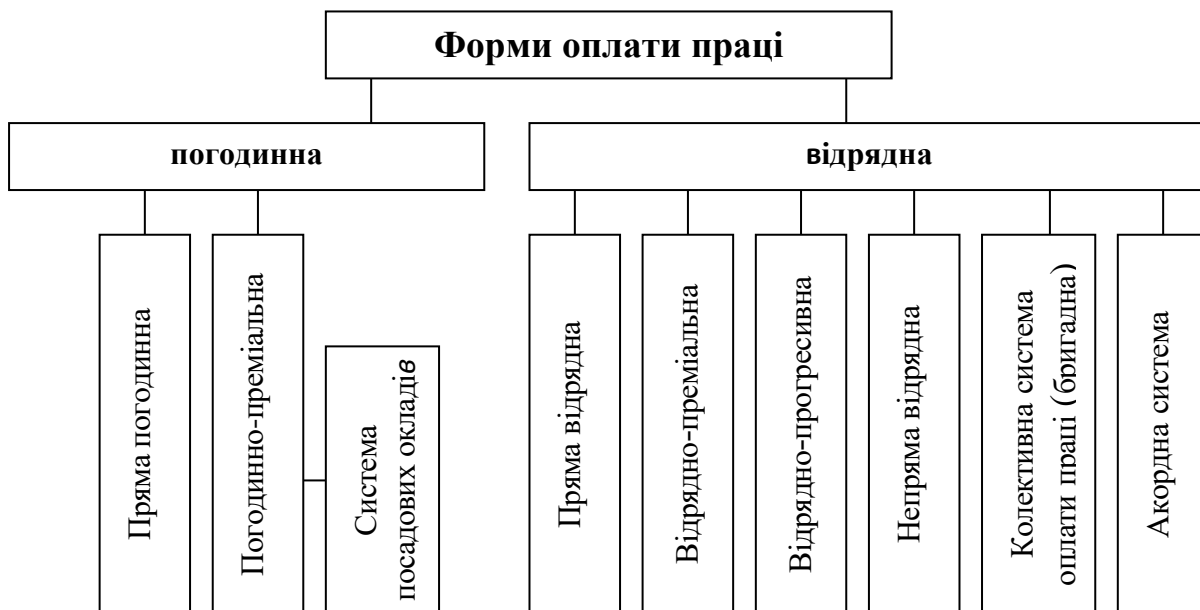 Форми оплати праці
погодинна
відрядна
Пряма погодинна
Погодинно-преміальна
Система
посадових окладів
Пряма відрядна
Відрядно-преміальна
Відрядно-прогресивна
Непряма відрядна
Колективна система
оплати праці (бригадна)
Акордна система